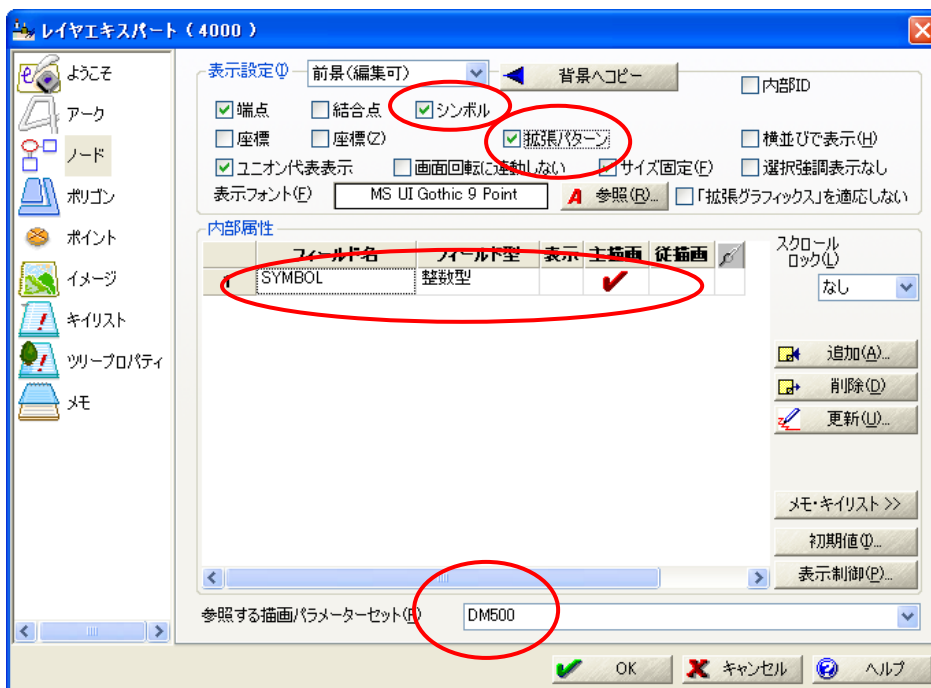 レイヤエキスパート ( 4000 )
ようこそ
アーク
ノード
ポリゴン
ポイント
イメージ
キイリスト
ツリープロパティ
メモ
表示設定(I) 前景(編集可) 背景へコピー 内部ID
端点 結合点 シンボル
座標 座標(Z) 拡張パターン 横並びで表示(H)
ユニオン代表表示 画面回転に連動しない サイズ固定(F) 選択強調表示なし
表示フォント(F) MS UI Gothic 9 Point 参照(R)... 「拡張グラフィックス」を適応しない
内部属性
フィールド名 フィールド型 表示 主描画 従描画
1 SYMBOL 整数型
スクロール
ロック(L)
なし
追加(A)...
削除(D)
更新(U)...
メモ・キイリスト >>
初期値(I)...
表示制御(P)...
参照する描画パラメーターセット(P) DM500
OK キャンセル ヘルプ